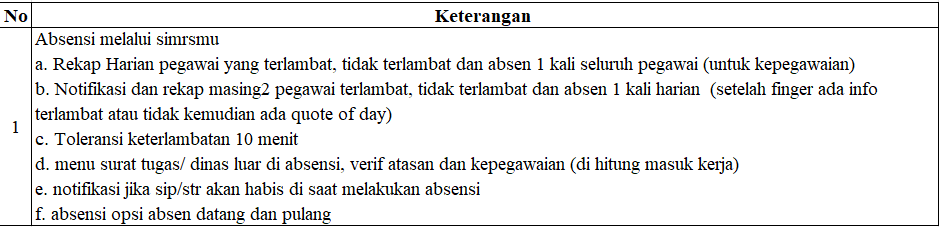 No Keterangan
Absensi melalui simrsmu
a. Rekap Harian pegawai yang terlambat, tidak terlambat dan absen 1 kali seluruh pegawai (untuk kepegawaian)
b. Notifikasi dan rekap masing2 pegawai terlambat, tidak terlambat dan absen 1 kali harian (setelah finger ada info
terlambat atau tidak kemudian ada quote of day)
1
c. Toleransi keterlambatan 10 menit
d. menu surat tugas/ dinas luar di absensi, verif atasan dan kepegawaian (di hitung masuk kerja)
e. notifikasi jika sip/str akan habis di saat melakukan absensi
f. absensi opsi absen datang dan pulang